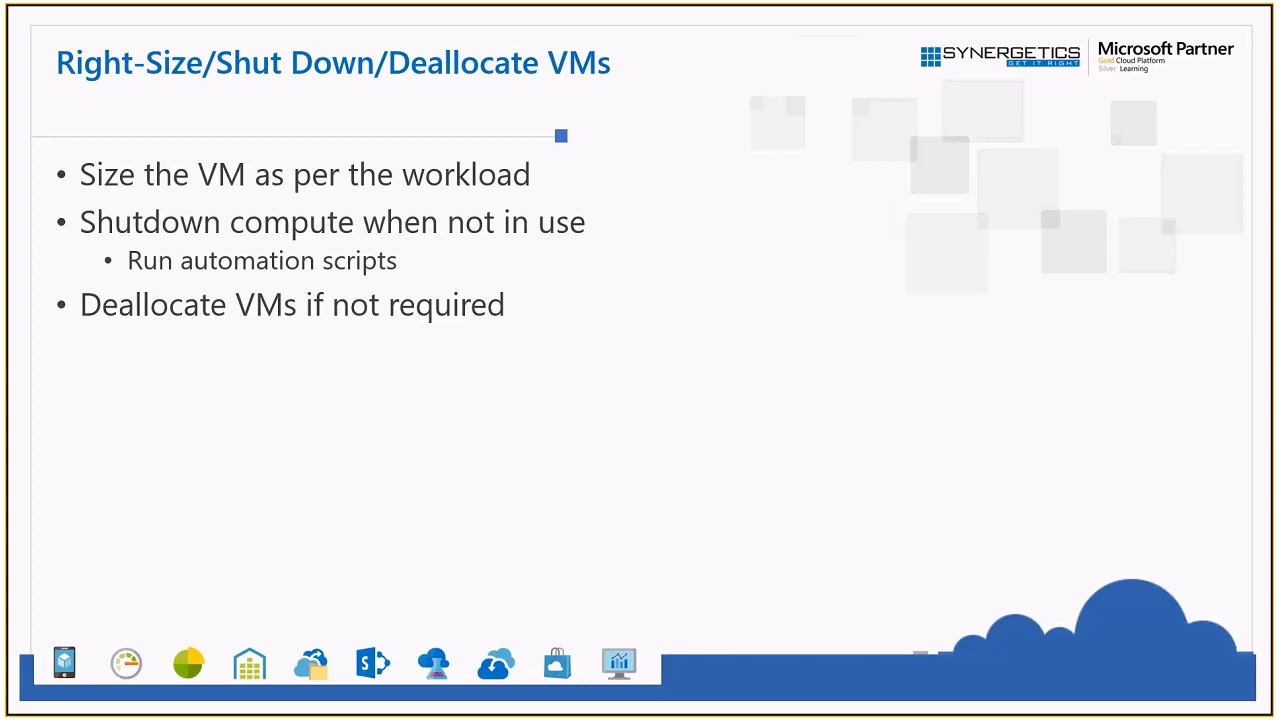 Right-Size/Shut Down/Deallocate VMs
SYNERGETICS
GET IT RIGHT
Microsoft Partner
Gold Cloud Platform
Silver Learning
• Size the VM as per the workload
• Shutdown compute when not in use
• Run automation scripts
• Deallocate VMs if not required